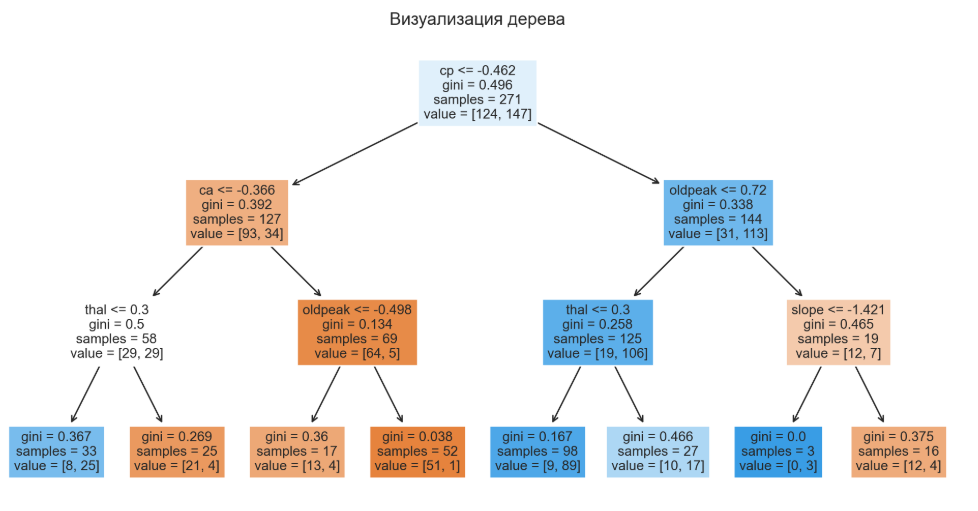 Визуализация дерева
cp <= -0.462
gini = 0.496
samples = 271
value = [124, 147]
ca <= -0.366
gini = 0.392
samples = 127
value = [93, 34]
oldpeak <= 0.72
gini = 0.338
samples = 144
value = [31, 113]
thal <= 0.3
gini = 0.5
samples = 58
value = [29, 29]
oldpeak <= -0.498
gini = 0.134
samples = 69
value = [64, 5]
thal <= 0.3
gini = 0.258
samples = 125
value = [19, 106]
slope <= -1.421
gini = 0.465
samples = 19
value = [12, 7]
gini = 0.367
samples = 33
value = [8, 25]
gini = 0.269
samples = 25
value = [21, 4]
gini = 0.36
samples = 17
value = [13, 4]
gini = 0.038
samples = 52
value = [51, 1]
gini = 0.167
samples = 98
value = [9, 89]
gini = 0.466
samples = 27
value = [10, 17]
gini = 0.0
samples = 3
value = [0, 3]
gini = 0.375
samples = 16
value = [12, 4]